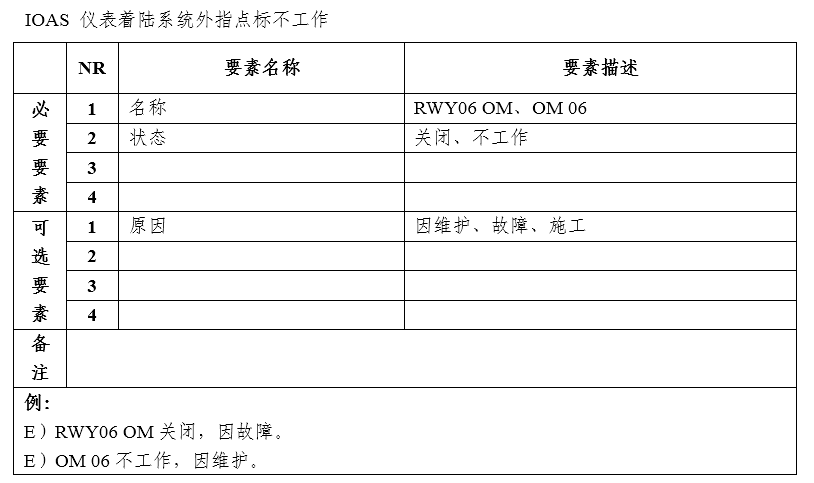 IOAS 仪表着陆系统外指点标不工作
NR 要素名称 要素描述
必要要素
1 名称 RWY06 OM、OM 06
2 状态 关闭、不工作
3
4
可选要素
1 原因 因维护、故障、施工
2
3
4
备注
例：
E）RWY06 OM 关闭，因故障。
E）OM 06 不工作，因维护。